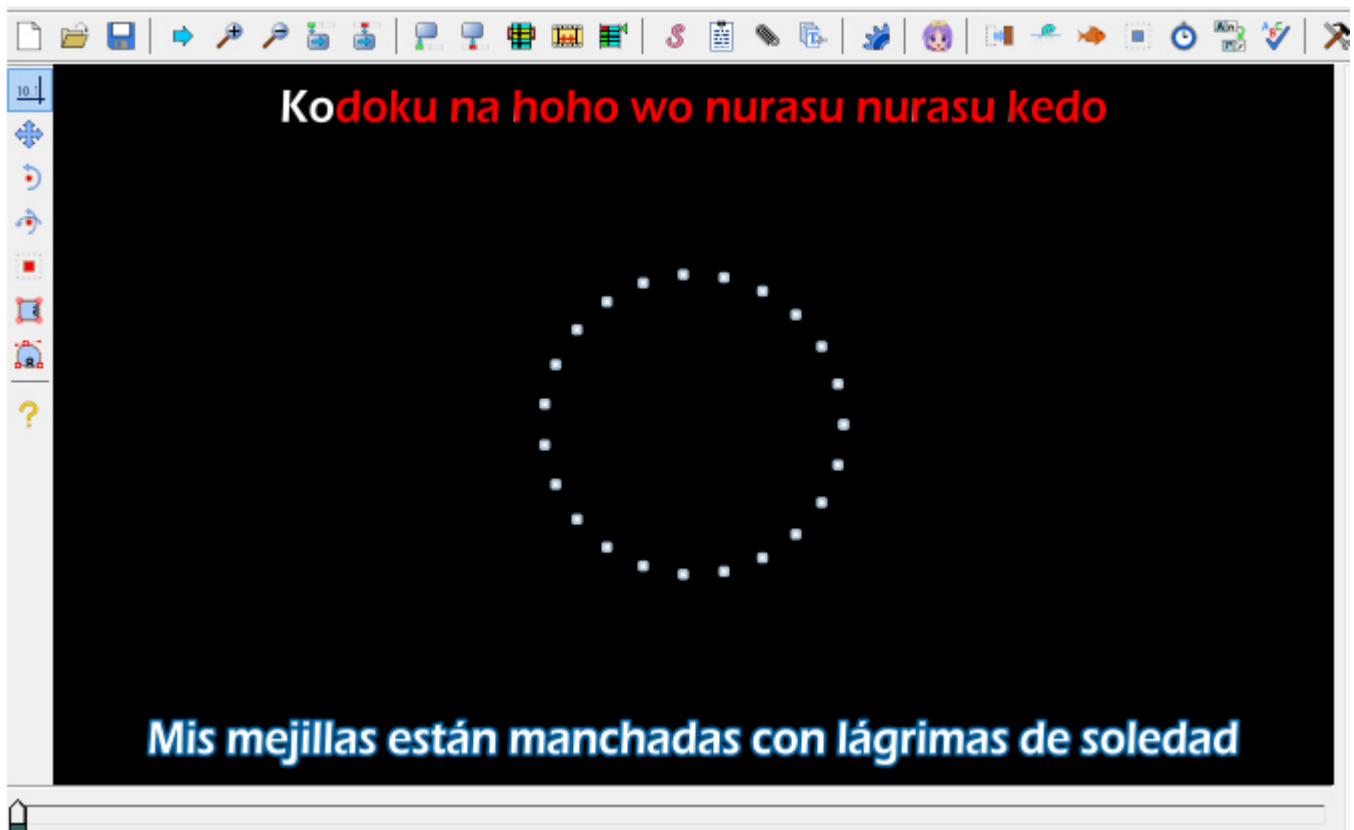 Kodoku na hoho wo nurasu nurasu kedo
Mis mejillas están manchadas con lágrimas de soledad